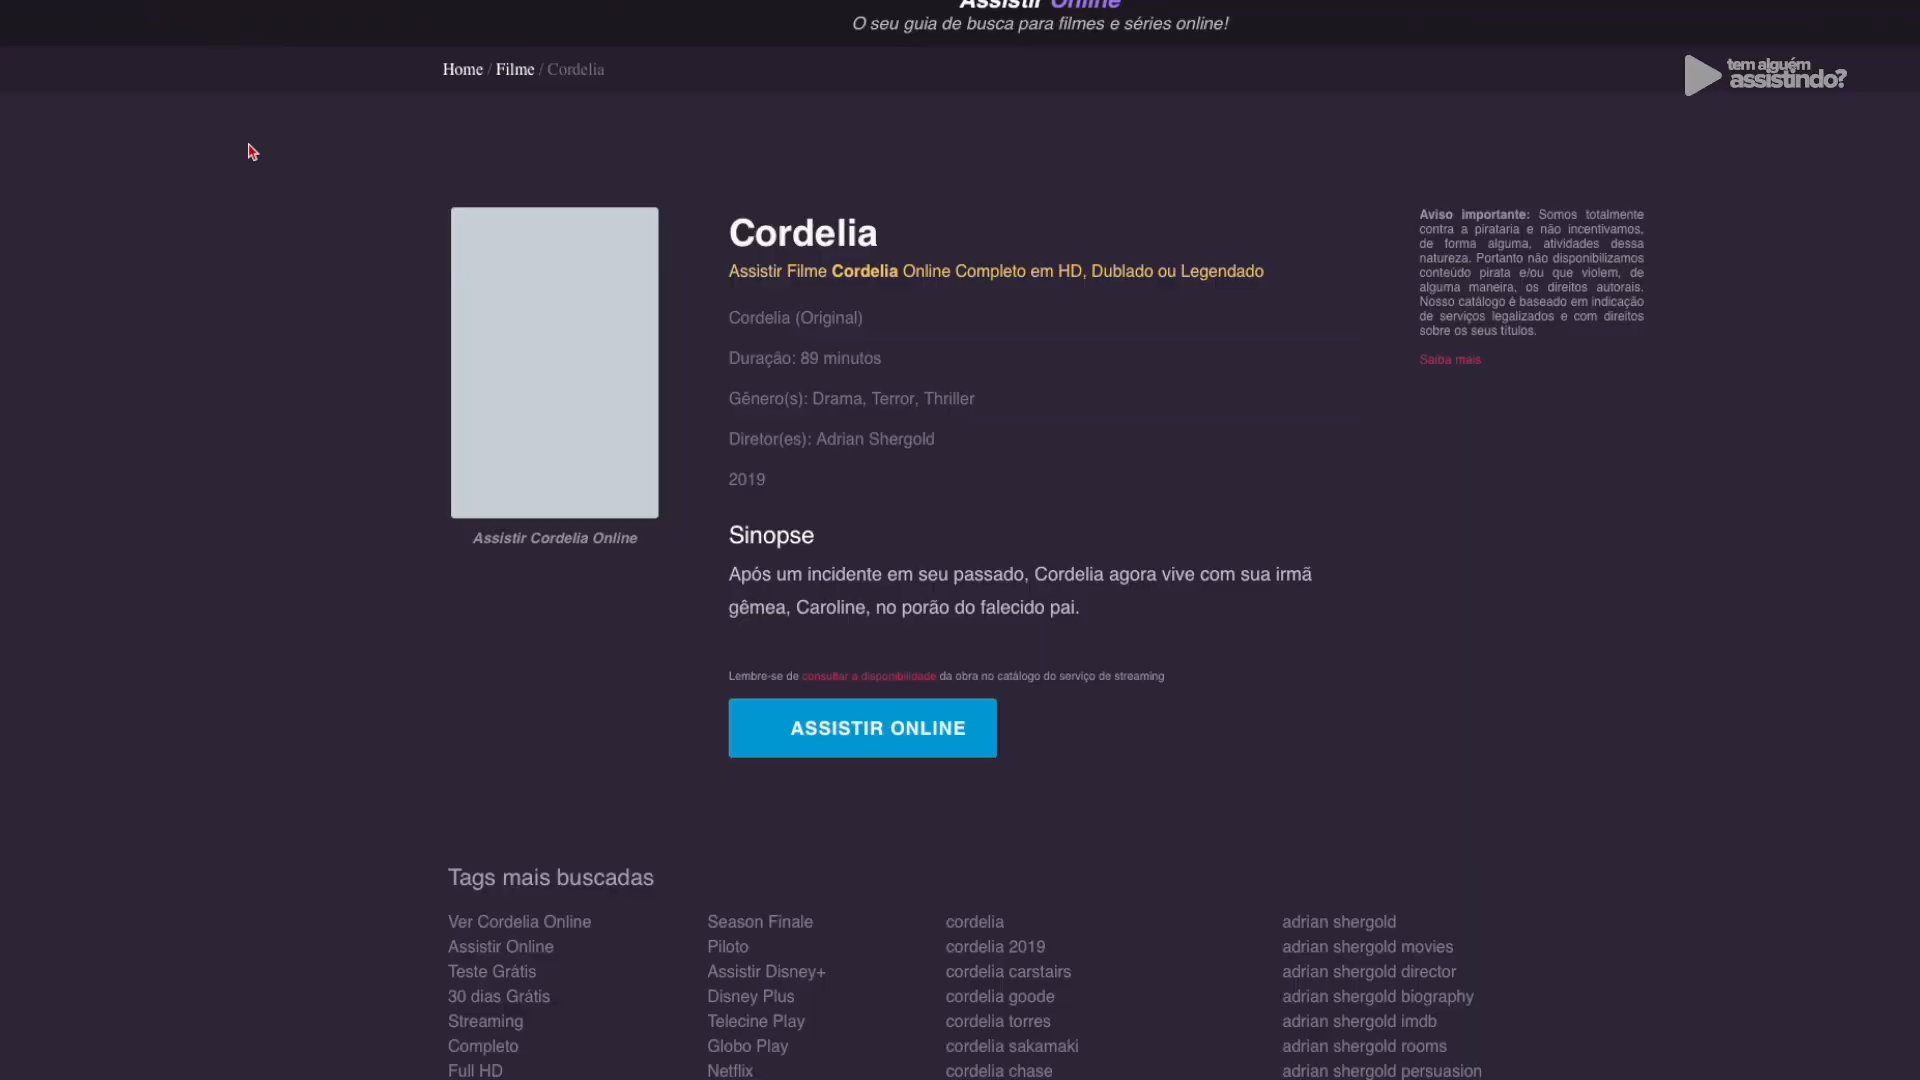 Assistir Online
O seu guia de busca para filmes e séries online!
Home / Filme / Cordelia
tem alguém
assistindo?
Cordelia
Assistir Filme Cordelia Online Completo em HD, Dublado ou Legendado
Cordelia (Original)
Duração: 89 minutos
Gênero(s): Drama, Terror, Thriller
Diretor(es): Adrian Shergold
2019
Assistir Cordelia Online
Sinopse
Após um incidente em seu passado, Cordelia agora vive com sua irmã
gêmea, Caroline, no porão do falecido pai.
Lembre-se de consultar a disponibilidade da obra no catálogo do serviço de streaming
ASSISTIR ONLINE
Aviso importante: Somos totalmente
contra a pirataria e não incentivamos,
de forma alguma, atividades dessa
natureza. Portanto não disponibilizamos
conteúdo pirata e/ou que violem, de
alguma maneira, os direitos autorais.
Nosso catálogo é baseado em indicação
de serviços legalizados e com direitos
sobre os seus títulos.
Saiba mais
Tags mais buscadas
Ver Cordelia Online
Assistir Online
Teste Grátis
30 dias Grátis
Streaming
Completo
Full HD
Season Finale
Piloto
Assistir Disney+
Disney Plus
Telecine Play
Globo Play
Netflix
cordelia
cordelia 2019
cordelia carstairs
cordelia goode
cordelia torres
cordelia sakamaki
cordelia chase
adrian shergold
adrian shergold movies
adrian shergold director
adrian shergold biography
adrian shergold imdb
adrian shergold rooms
adrian shergold persuasion